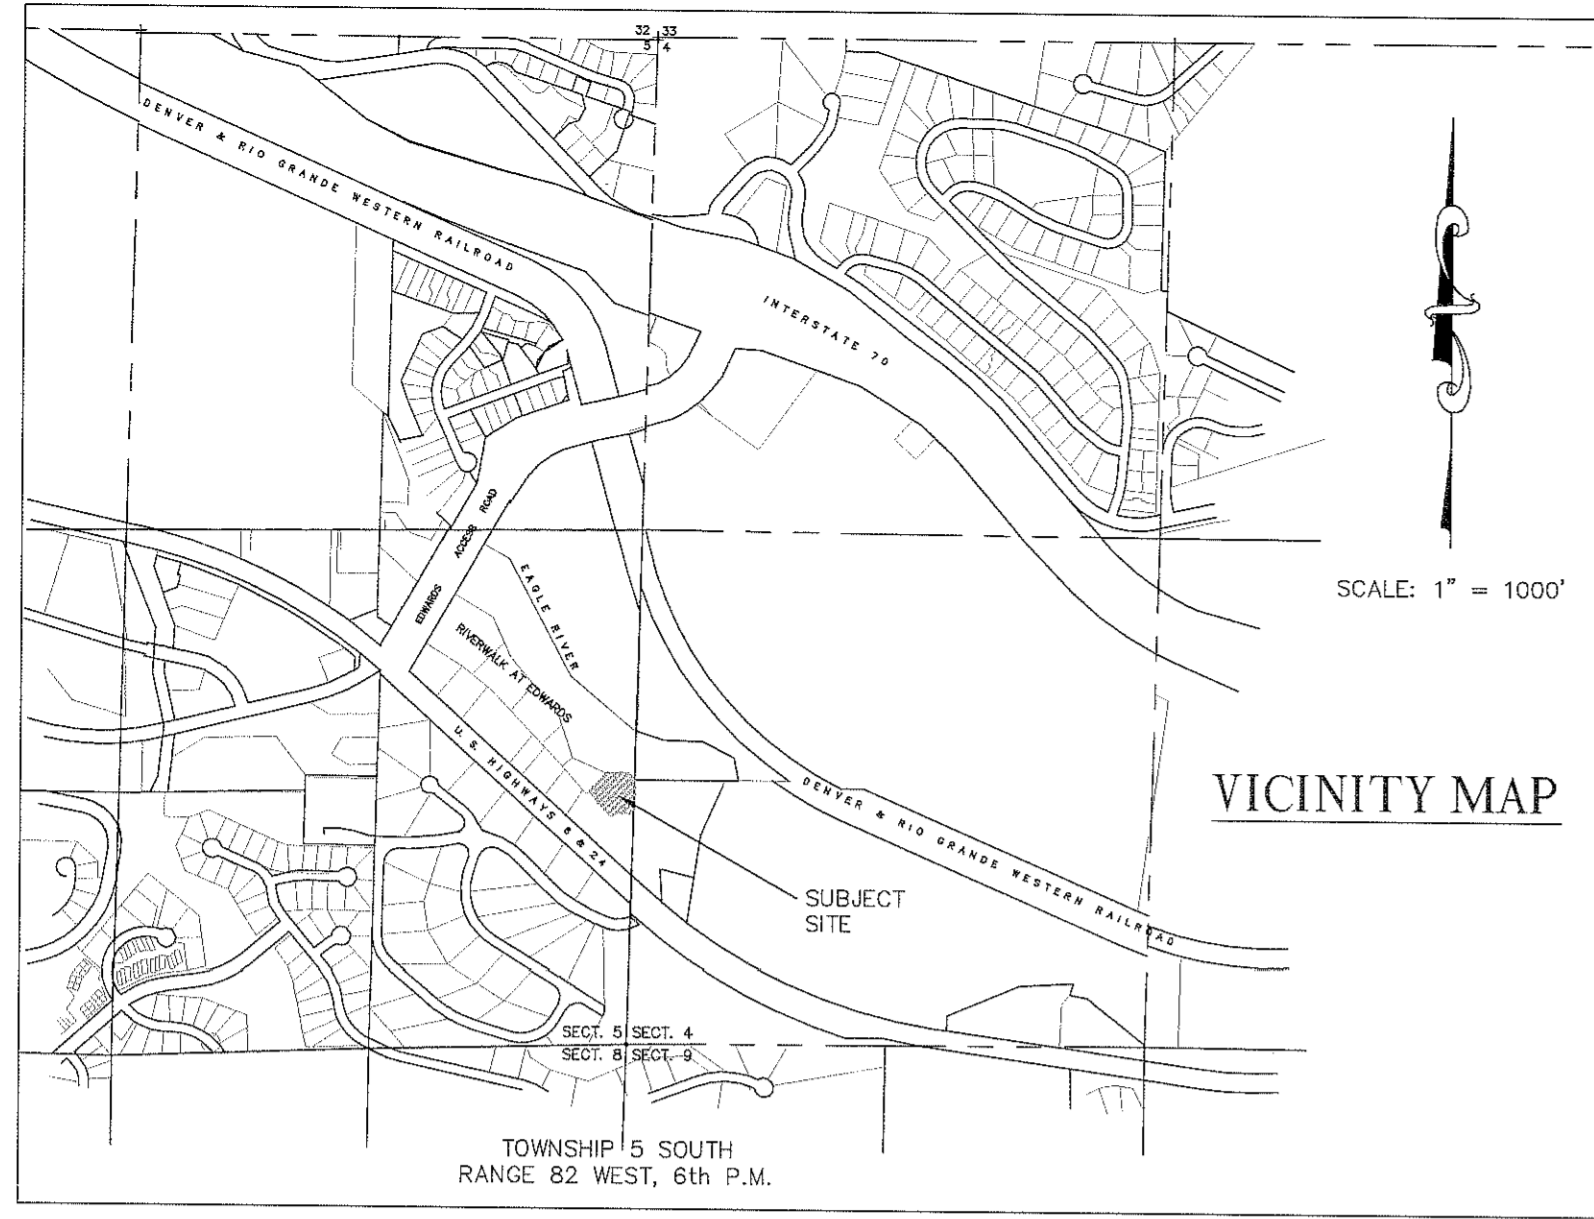 32 33
5 4
DENVER & RIO GRANDE WESTERN RAILROAD
INTERSTATE 70
EDWARDS ACCESS ROAD
EAGLE RIVER
RIVERWALK AT EDWARDS
U. S. HIGHWAYS 6 & 24
SCALE: 1" = 1000'
VICINITY MAP
DENVER & RIO GRANDE WESTERN RAILROAD
SUBJECT
SITE
SECT. 5 SECT. 4
SECT. 8 SECT. 9
TOWNSHIP 5 SOUTH
RANGE 82 WEST, 6th P.M.